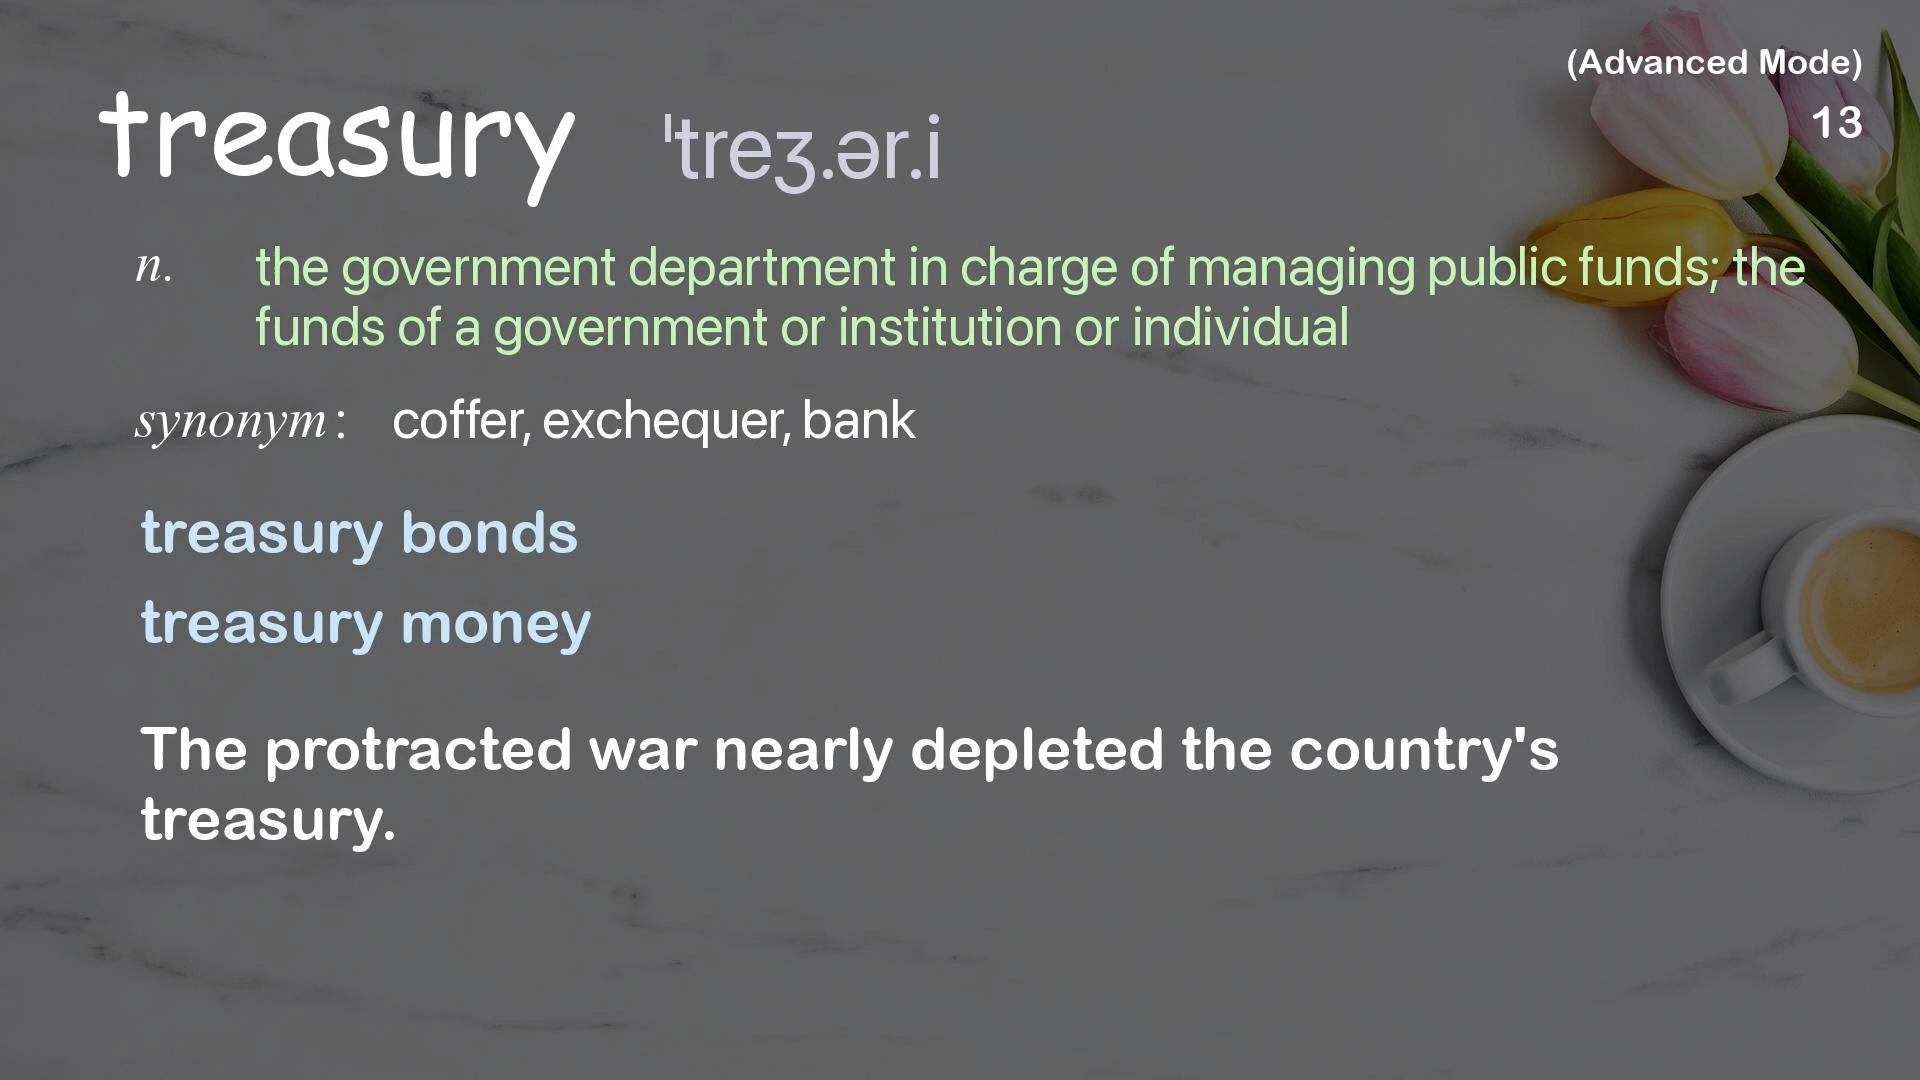 (Advanced Mode)
13
treasury ˈtreʒ.ər.i
n. the government department in charge of managing public funds; the
funds of a government or institution or individual
synonym: coffer, exchequer, bank
treasury bonds
treasury money
The protracted war nearly depleted the country's
treasury.